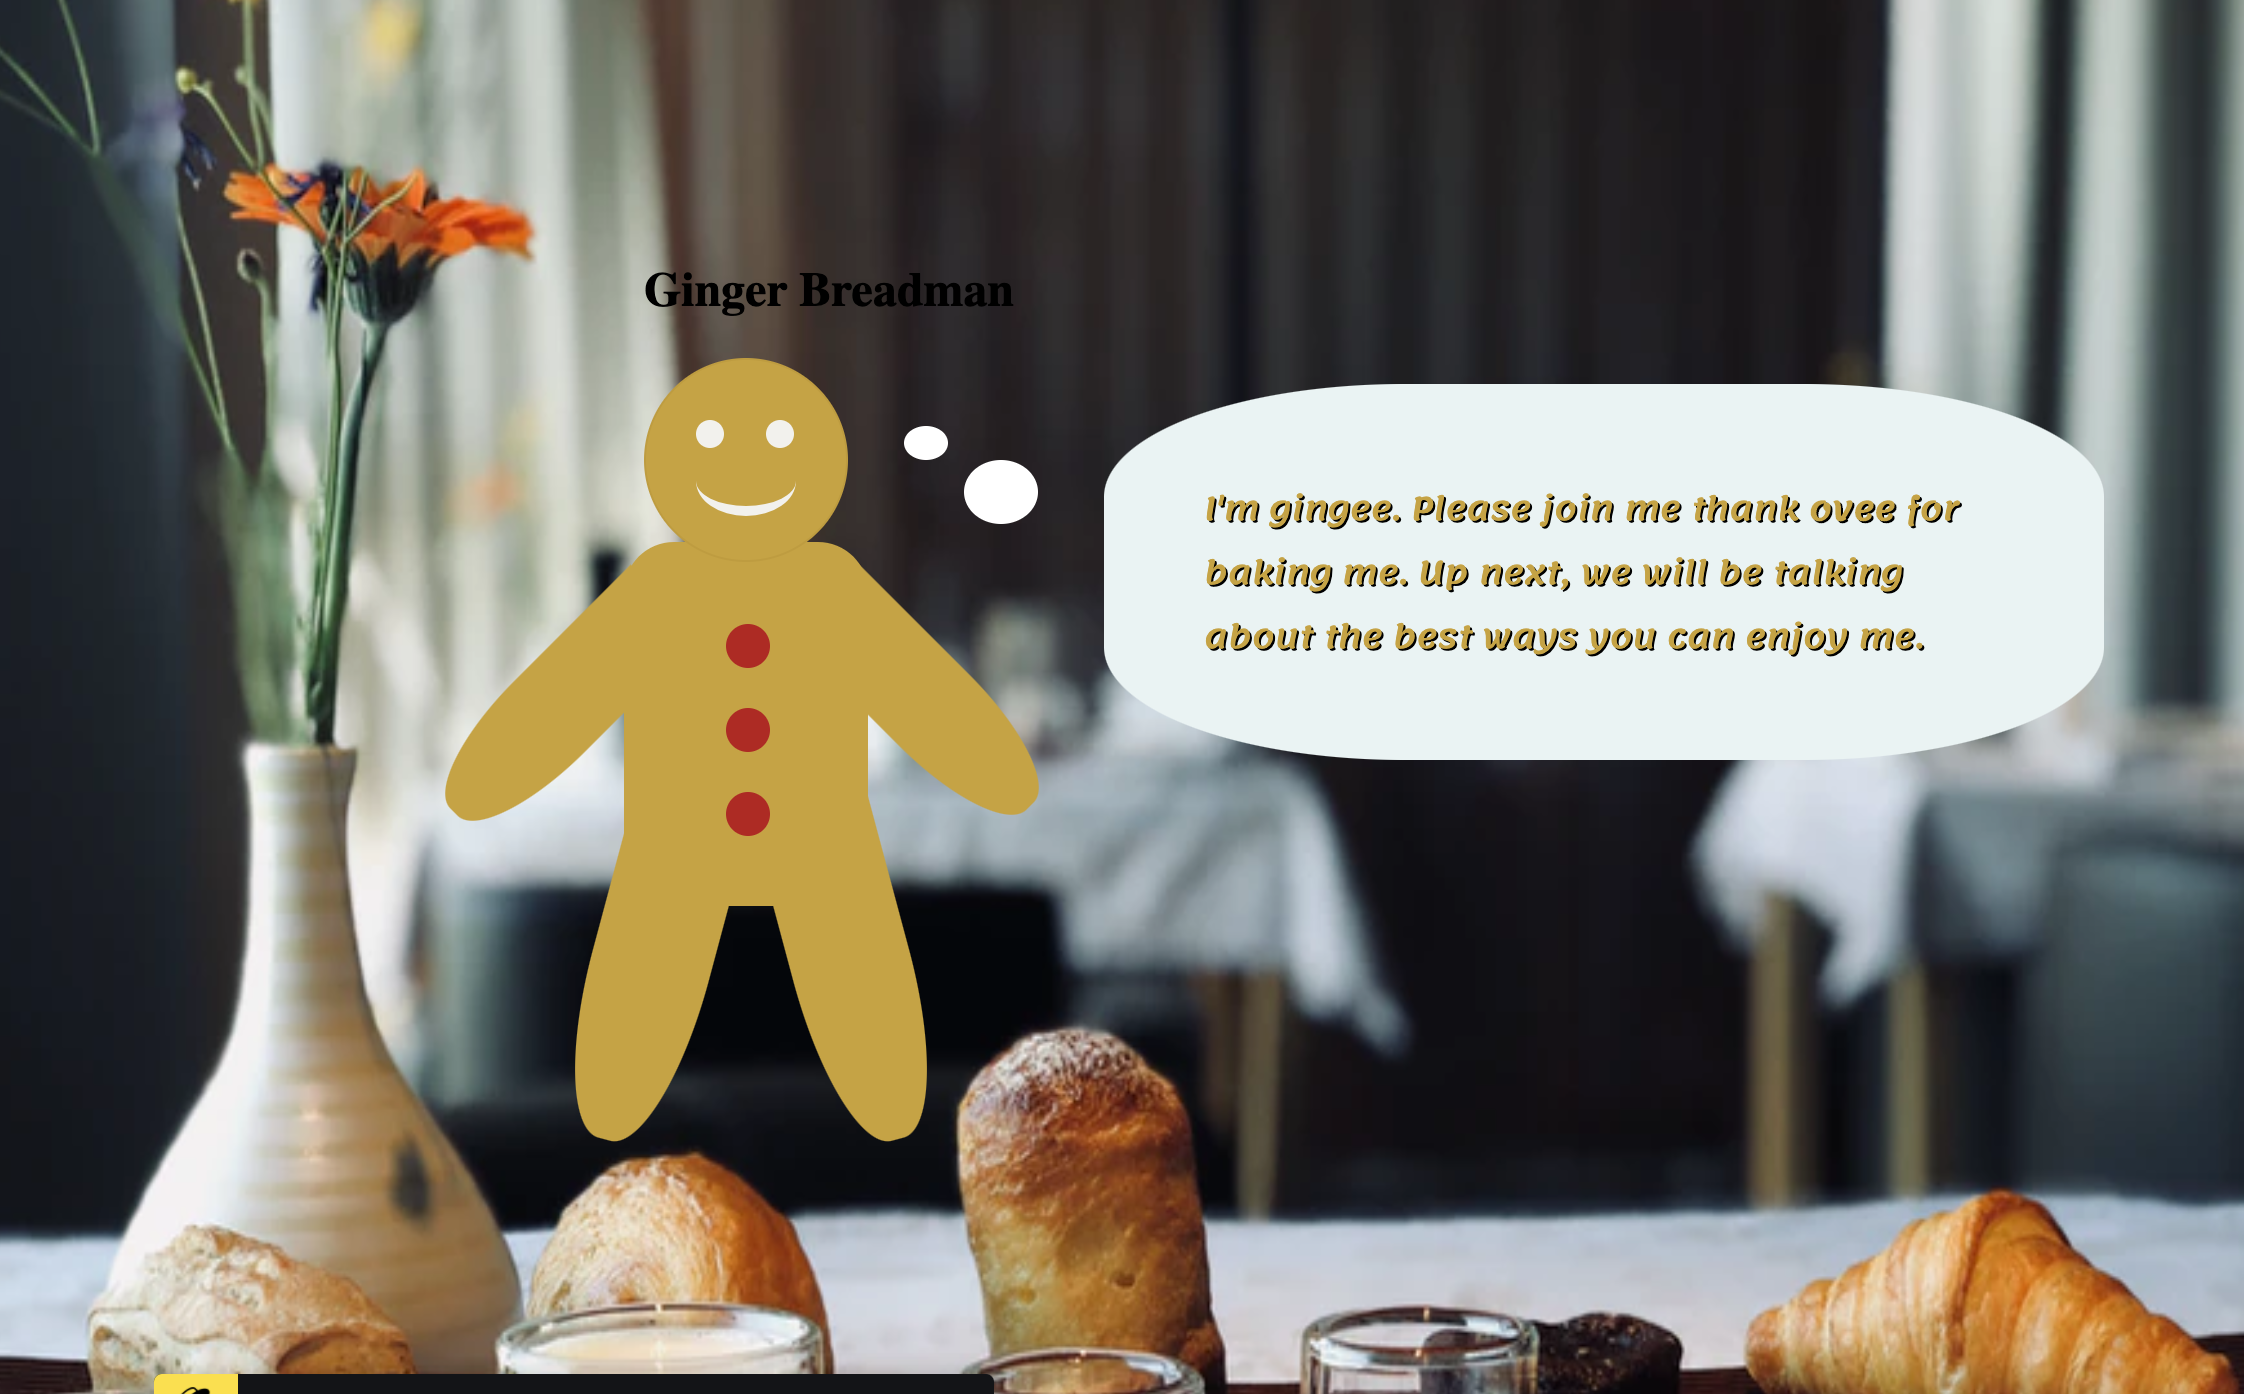 Ginger Breadman
I'm gingee. Please join me thank ovee for
baking me. Up next, we will be talking
about the best ways you can enjoy me.